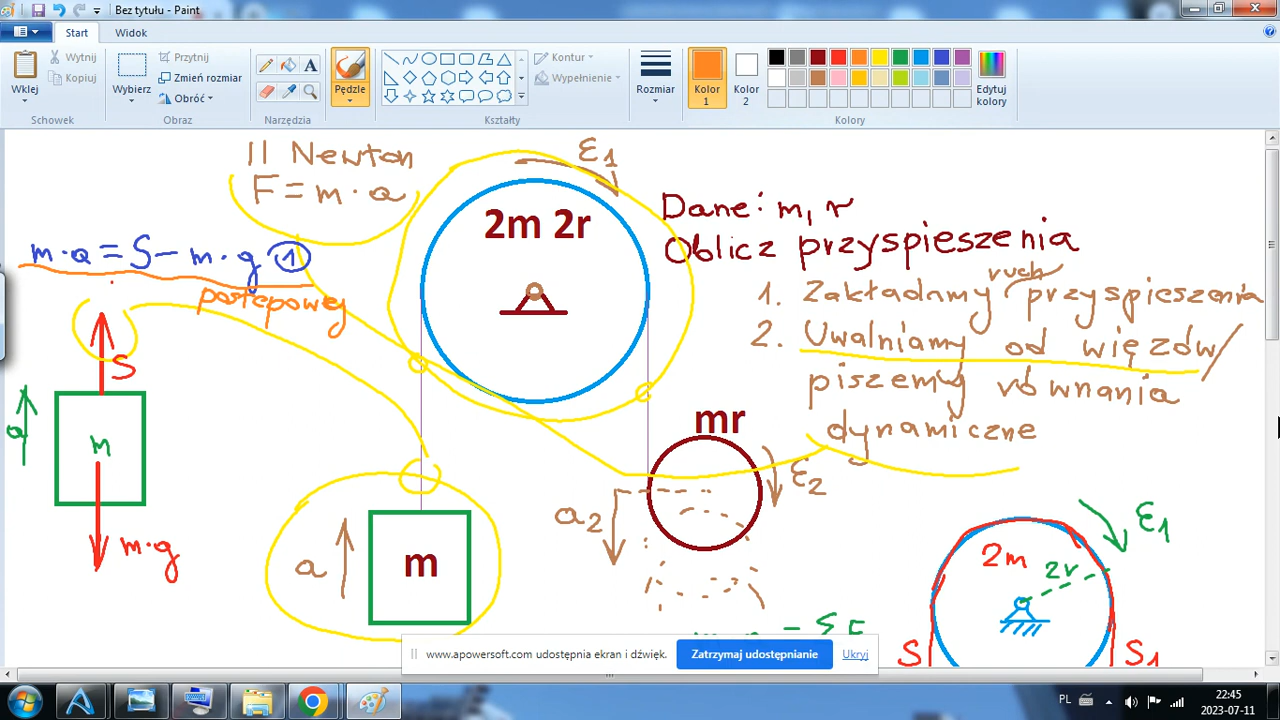 Bez tytułu - Paint
Start
Widok
Wklej
Wytnij
Kopiuj
Schowek
Wybierz
Przytnij
Zmień rozmiar
Obróć
Obraz
Narzędzia
Pędzle
Kształty
Kontur
Wypełnienie
Rozmiar
Kolor 1
Kolor 2
Edytuj kolory
Kolory
II Newton
F = m · a
ε1
2m 2r
Dane: m, r
Oblicz przyspieszenia
1. Zakładamy ruch przyspieszenia
2. Uwalniamy od więzów/
piszemy równania
dynamiczne
m·a = S - m·g 1
postępowy
S
a
m
m·g
a
m
mr
ε2
a2
ε1
2m
2r
S
S1
www.apowersoft.com udostępnia ekran i dźwięk.
Zatrzymaj udostępnianie
Ukryj
PL
22:45
2023-07-11